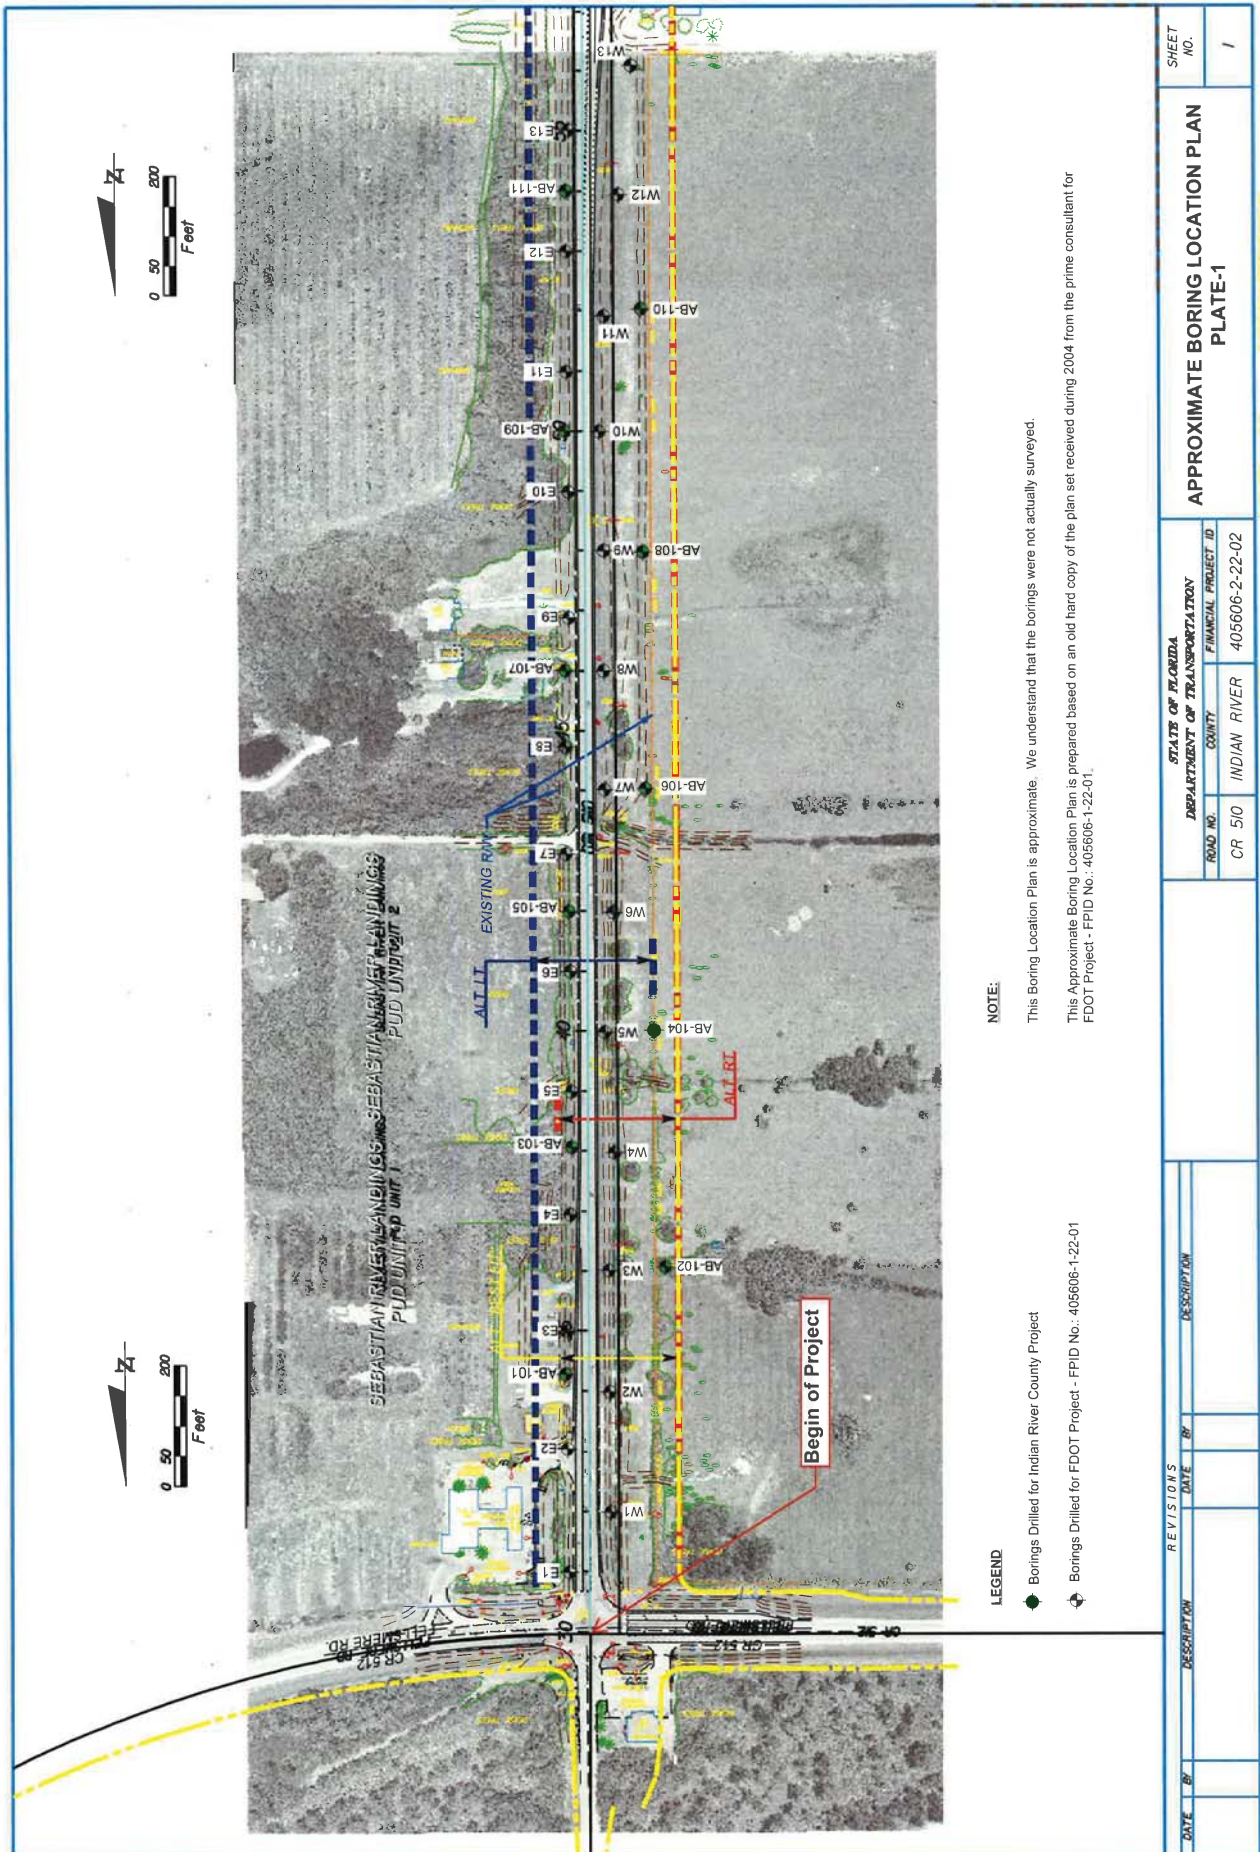 SHEET
NO.
1
APPROXIMATE BORING LOCATION PLAN
PLATE-1
STATE OF FLORIDA
DEPARTMENT OF TRANSPORTATION
ROAD NO.
COUNTY
FINANCIAL PROJECT ID
CR 510
INDIAN RIVER
405606-2-22-02
REVISIONS
DATE
BY
DESCRIPTION
DATE
BY
DESCRIPTION
NOTE:
This Boring Location Plan is approximate. We understand that the borings were not actually surveyed.
This Approximate Boring Location Plan is prepared based on an old hard copy of the plan set received during 2004 from the prime consultant for
FDOT Project - FPID No.: 405606-1-22-01.
LEGEND
Borings Drilled for Indian River County Project
Borings Drilled for FDOT Project - FPID No.: 405606-1-22-01
Begin of Project
N
0 50 200
Feet
N
0 50 200
Feet
SEBASTIAN RIVER LANDINGS
PUD UNIT 1
SEBASTIAN RIVER LANDINGS
PUD UNIT 2
EXISTING R/W
ALT LT
ALT RT
FELLSMERE RD
CR 512
CR 512
30
40
45
50
E1
E2
AB-101
E3
E4
AB-103
E5
E6
AB-105
E7
E8
AB-107
E9
E10
AB-109
E11
E12
AB-111
E13
W1
W2
W3
AB-102
W4
W5
AB-104
W6
W7
AB-106
W8
W9
AB-108
W10
W11
AB-110
W12
W13